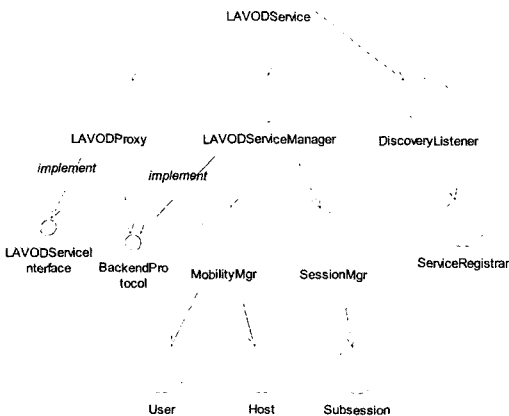 LAVODService
LAVODProxy
LAVODServiceManager
DiscoveryListener
implement
implement
LAVODServiceI
nterface
BackendPro
tocol
MobilityMgr
SessionMgr
ServiceRegistrar
User
Host
Subsession